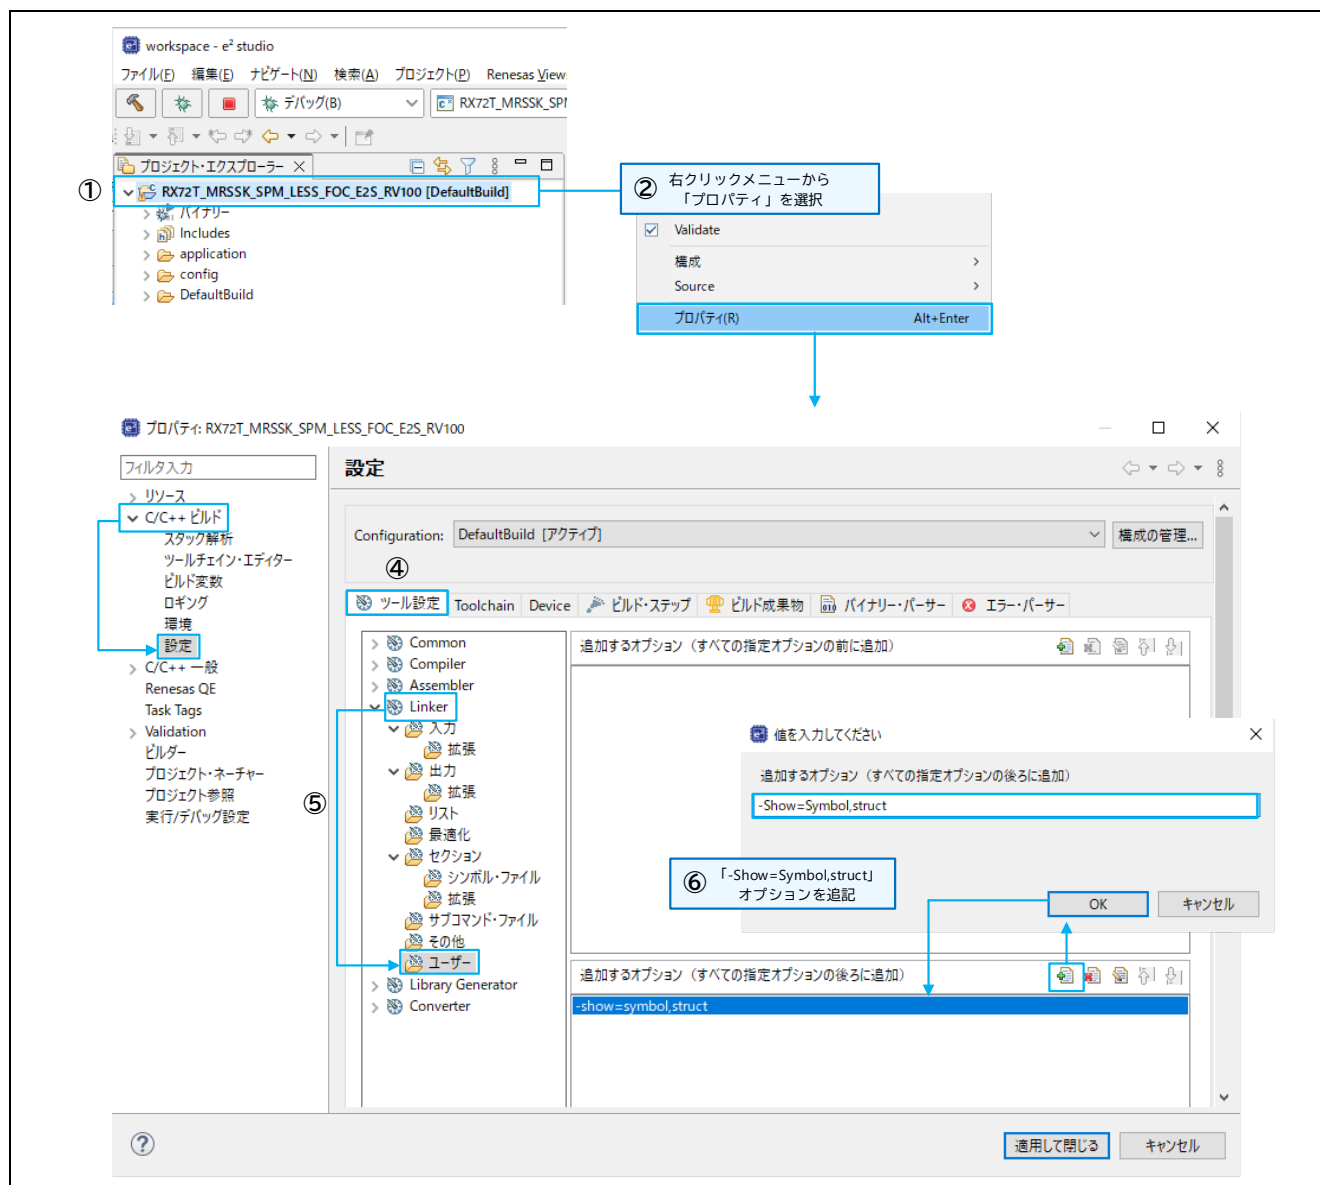 workspace - e² studio
ファイル(F) 編集(E) ナビゲート(N) 検索(A) プロジェクト(P) Renesas View
デバッグ(B)
RX72T_MRSSK_SP
プロジェクト・エクスプローラー
①
RX72T_MRSSK_SPM_LESS_FOC_E2S_RV100 [DefaultBuild]
バイナリー
Includes
application
config
DefaultBuild
② 右クリックメニューから
「プロパティ」を選択
Validate
構成
Source
プロパティ(R) Alt+Enter
プロパティ: RX72T_MRSSK_SPM_LESS_FOC_E2S_RV100
フィルタ入力
設定
リソース
C/C++ ビルド
スタック解析
ツールチェイン・エディター
ビルド変数
ロギング
環境
設定
C/C++ 一般
Renesas QE
Task Tags
Validation
ビルダー
プロジェクト・ネーチャー
プロジェクト参照
実行/デバッグ設定
Configuration: DefaultBuild [アクティブ]
構成の管理...
④
ツール設定 Toolchain Device ビルド・ステップ ビルド成果物 バイナリー・パーサー エラー・パーサー
Common
Compiler
Assembler
Linker
入力
拡張
出力
拡張
⑤
リスト
最適化
セクション
シンボル・ファイル
拡張
サブコマンド・ファイル
その他
ユーザー
Library Generator
Converter
追加するオプション（すべての指定オプションの前に追加）
値を入力してください
追加するオプション（すべての指定オプションの後ろに追加）
-Show=Symbol,struct
⑥ 「-Show=Symbol,struct」
オプションを追記
OK キャンセル
追加するオプション（すべての指定オプションの後ろに追加）
-show=symbol,struct
適用して閉じる キャンセル